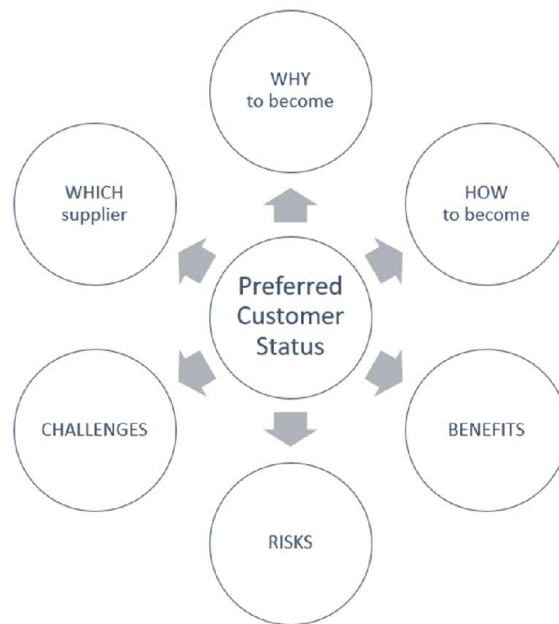 WHY
to become
WHICH
supplier
HOW
to become
Preferred
Customer
Status
CHALLENGES
BENEFITS
RISKS